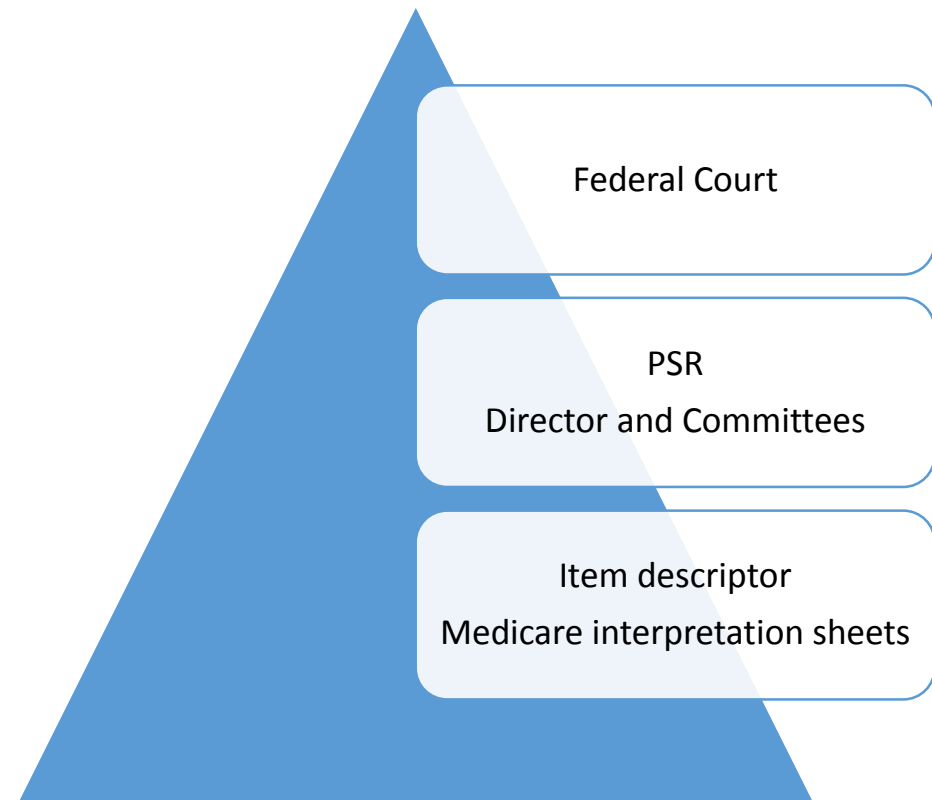 Federal Court
PSR
Director and Committees
Item descriptor
Medicare interpretation sheets